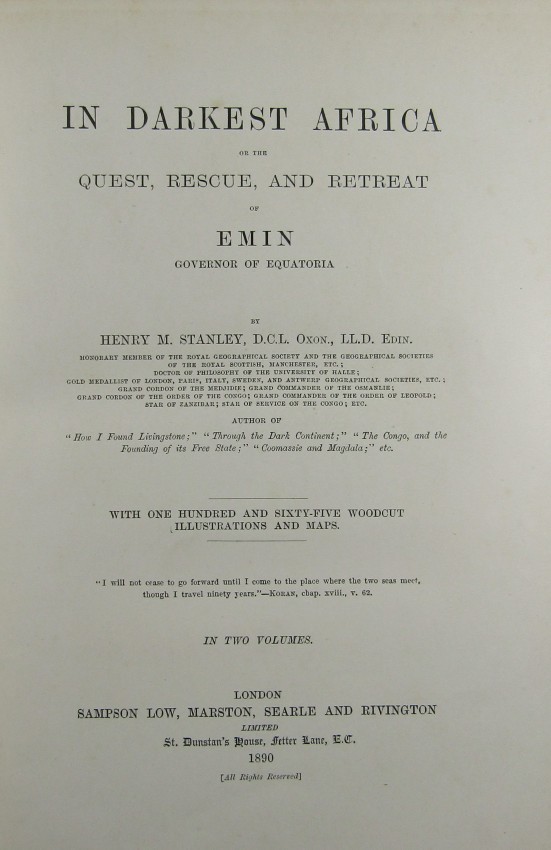 IN DARKEST AFRICA
OR THE
QUEST, RESCUE, AND RETREAT
OF
EMIN
GOVERNOR OF EQUATORIA
BY
HENRY M. STANLEY, D.C.L. OXON., LL.D. EDIN.
HONORARY MEMBER OF THE ROYAL GEOGRAPHICAL SOCIETY AND THE GEOGRAPHICAL SOCIETIES
OF THE ROYAL SCOTTISH, MANCHESTER, ETC.;
DOCTOR OF PHILOSOPHY OF THE UNIVERSITY OF HALLE;
GOLD MEDALLIST OF LONDON, PARIS, ITALY, SWEDEN, AND ANTWERP GEOGRAPHICAL SOCIETIES, ETC.;
GRAND CORDON OF THE MEDJIDIE; GRAND COMMANDER OF THE OSMANLIE;
GRAND CORDON OF THE ORDER OF THE CONGO; GRAND COMMANDER OF THE ORDER OF LEOPOLD;
STAR OF ZANZIBAR; STAR OF SERVICE ON THE CONGO; ETC.
AUTHOR OF
"How I Found Livingstone;" "Through the Dark Continent;" "The Congo, and the
Founding of its Free State;" "Coomassie and Magdala;" etc.
WITH ONE HUNDRED AND SIXTY-FIVE WOODCUT
ILLUSTRATIONS AND MAPS.
"I will not cease to go forward until I come to the place where the two seas meet,
though I travel ninety years."—KORAN, chap. xviii., v. 62.
IN TWO VOLUMES.
LONDON
SAMPSON LOW, MARSTON, SEARLE AND RIVINGTON
LIMITED
St. Dunstan's House, Fetter Lane, E.C.
1890
[All Rights Reserved]